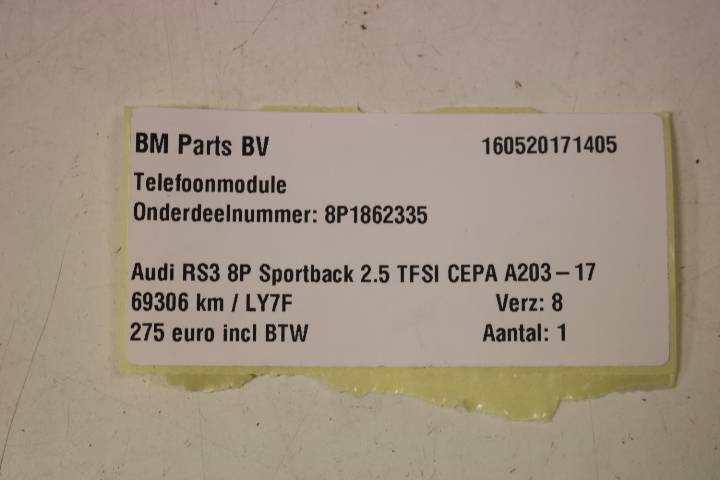 BM Parts BV 160520171405
Telefoonmodule
Onderdeelnummer: 8P1862335
Audi RS3 8P Sportback 2.5 TFSI CEPA A203-17
69306 km / LY7F Verz: 8
275 euro incl BTW Aantal: 1